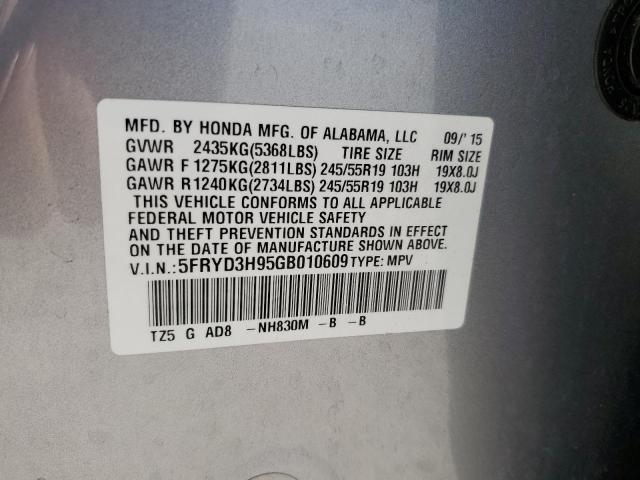 MFD. BY HONDA MFG. OF ALABAMA, LLC 09/'15
GVWR 2435KG(5368LBS) TIRE SIZE RIM SIZE
GAWR F 1275KG(2811LBS) 245/55R19 103H 19X8.0J
GAWR R 1240KG(2734LBS) 245/55R19 103H 19X8.0J
THIS VEHICLE CONFORMS TO ALL APPLICABLE
FEDERAL MOTOR VEHICLE SAFETY
AND THEFT PREVENTION STANDARDS IN EFFECT
ON THE DATE OF MANUFACTURE SHOWN ABOVE.
V.I.N.:5FRYD3H95GB010609 TYPE: MPV
TZ5 G AD8 -NH830M -B -B